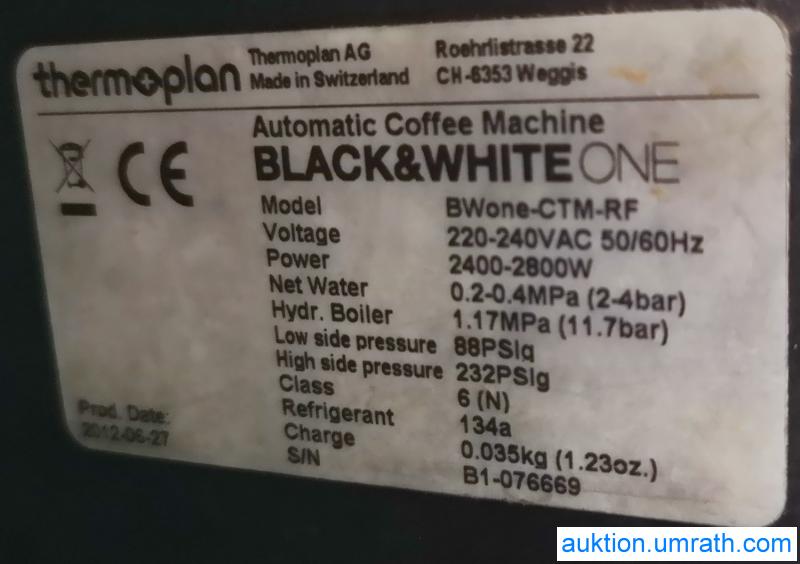 thermoplan
Thermoplan AG Roehrlistrasse 22
Made in Switzerland CH-6353 Weggis
Automatic Coffee Machine
BLACK&WHITE ONE
CE
Model BWone-CTM-RF
Voltage 220-240VAC 50/60Hz
Power 2400-2800W
Net Water 0.2-0.4MPa (2-4bar)
Hydr. Boiler 1.17MPa (11.7bar)
Low side pressure 88PSIg
High side pressure 232PSIg
Class 6 (N)
Refrigerant 134a
Charge 0.035kg (1.23oz.)
S/N B1-076669
Prod. Date:
2012-06-27
auktion.umrath.com